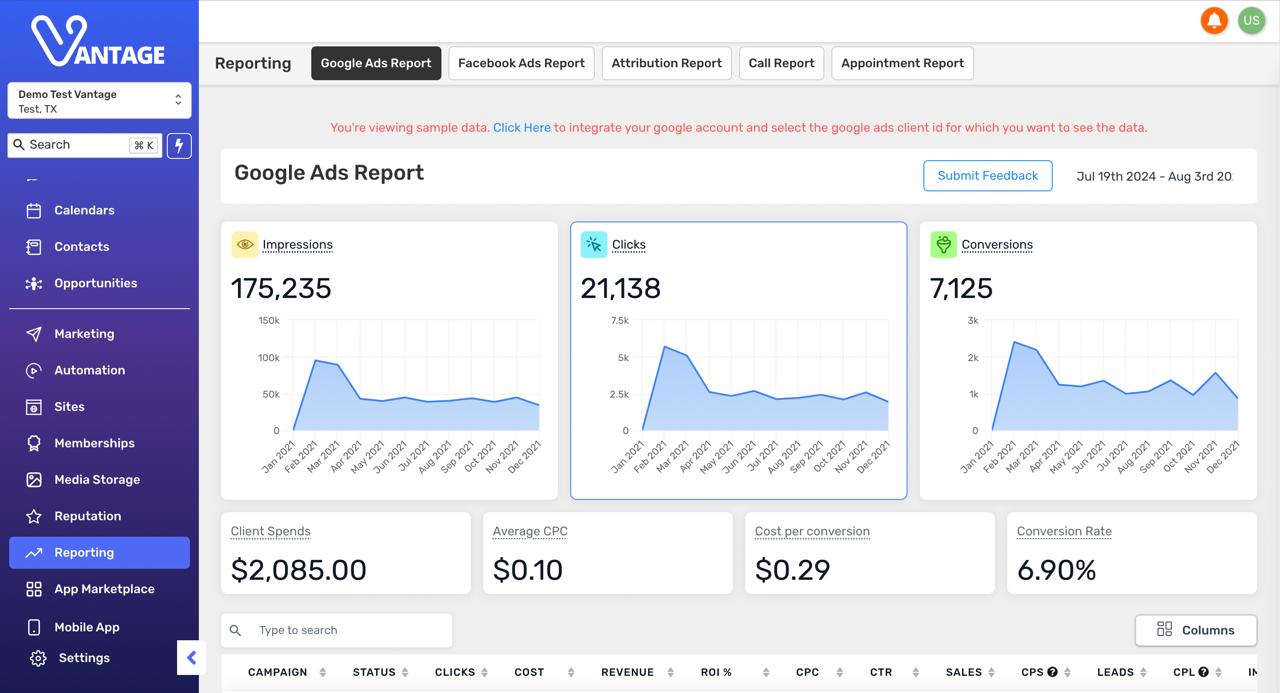 VANTAGE
US
Reporting
Google Ads Report
Facebook Ads Report
Attribution Report
Call Report
Appointment Report
Demo Test Vantage
Test, TX
Search
⌘ K
Calendars
Contacts
Opportunities
Marketing
Automation
Sites
Memberships
Media Storage
Reputation
Reporting
App Marketplace
Mobile App
Settings
You're viewing sample data. Click Here to integrate your google account and select the google ads client id for which you want to see the data.
Google Ads Report
Submit Feedback
Jul 19th 2024 - Aug 3rd 20
Impressions
175,235
150k
100k
50k
0
Jan 2021
Feb 2021
Mar 2021
Apr 2021
May 2021
Jun 2021
Jul 2021
Aug 2021
Sep 2021
Oct 2021
Nov 2021
Dec 2021
Clicks
21,138
7.5k
5k
2.5k
0
Jan 2021
Feb 2021
Mar 2021
Apr 2021
May 2021
Jun 2021
Jul 2021
Aug 2021
Sep 2021
Oct 2021
Nov 2021
Dec 2021
Conversions
7,125
3k
2k
1k
0
Jan 2021
Feb 2021
Mar 2021
Apr 2021
May 2021
Jun 2021
Jul 2021
Aug 2021
Sep 2021
Oct 2021
Nov 2021
Dec 2021
Client Spends
$2,085.00
Average CPC
$0.10
Cost per conversion
$0.29
Conversion Rate
6.90%
Type to search
Columns
CAMPAIGN STATUS CLICKS COST REVENUE ROI % CPC CTR SALES CPS ? LEADS CPL ?